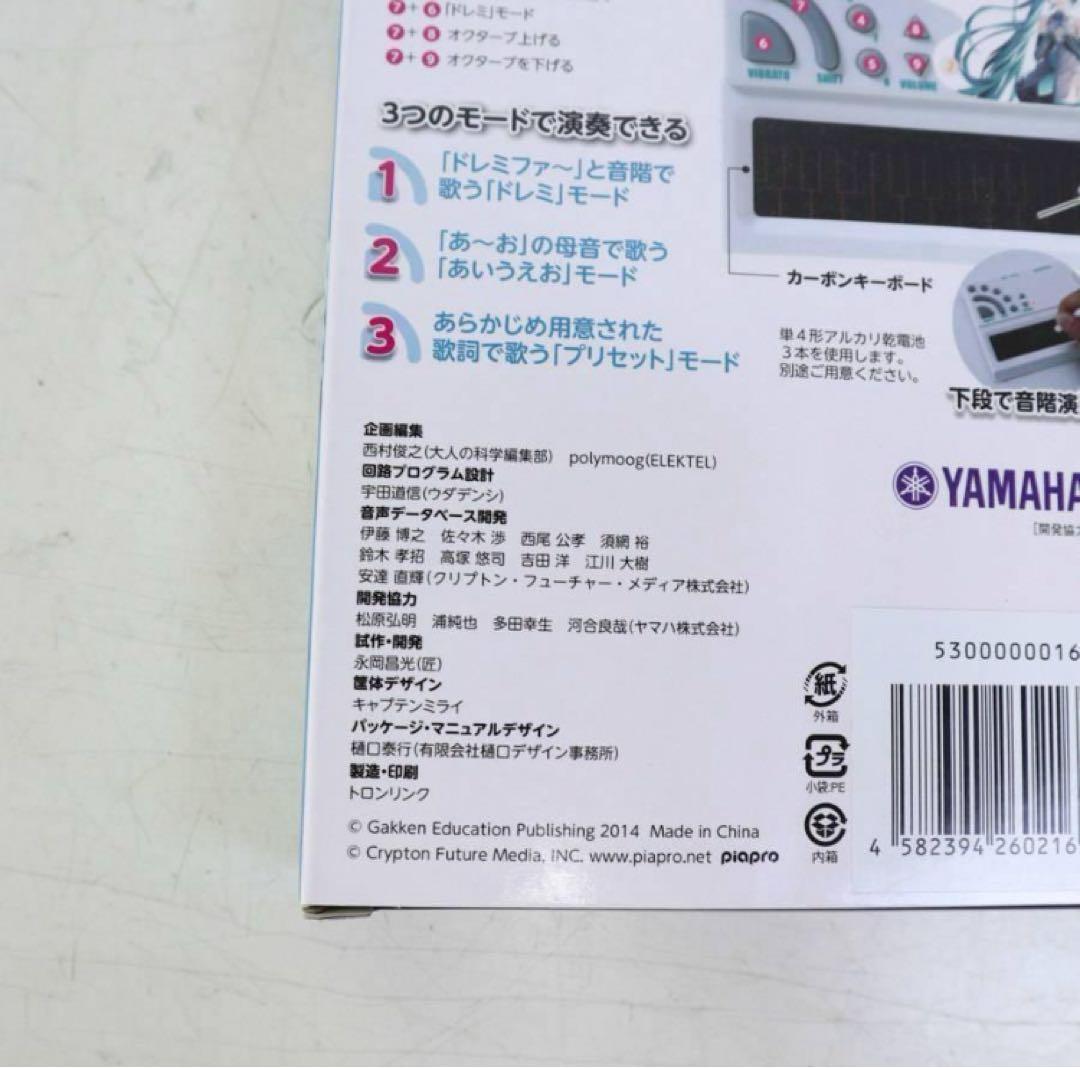 7+6「ドレミ」モード
7+8 オクターブ上げる
7+9 オクターブを下げる
3つのモードで演奏できる
1 「ドレミファ〜」と音階で
歌う「ドレミ」モード
2 「あ〜お」の母音で歌う
「あいうえお」モード
3 あらかじめ用意された
歌詞で歌う「プリセット」モード
7
4
8
6
5
9
VIBRATO
SHIFT
VOLUME
カーボンキーボード
単4形アルカリ乾電池
3本を使用します。
別途ご用意ください。
下段で音階演
企画編集
西村俊之(大人の科学編集部) polymoog(ELEKTEL)
回路プログラム設計
宇田道信(ウダデンシ)
音声データベース開発
伊藤 博之 佐々木 渉 西尾 公孝 須網 裕
鈴木 孝招 高塚 悠司 吉田 洋 江川 大樹
安達 直輝(クリプトン・フューチャー・メディア株式会社)
開発協力
松原弘明 浦純也 多田幸生 河合良哉(ヤマハ株式会社)
試作・開発
永岡昌光(匠)
筐体デザイン
キャプテンミライ
パッケージ・マニュアルデザイン
樋口泰行(有限会社樋口デザイン事務所)
製造・印刷
トロンリンク
© Gakken Education Publishing 2014 Made in China
© Crypton Future Media, INC. www.piapro.net piapro
YAMAHA
[開発協力
紙
外箱
プラ
小袋:PE
内箱
53000000016
4 582394 260216